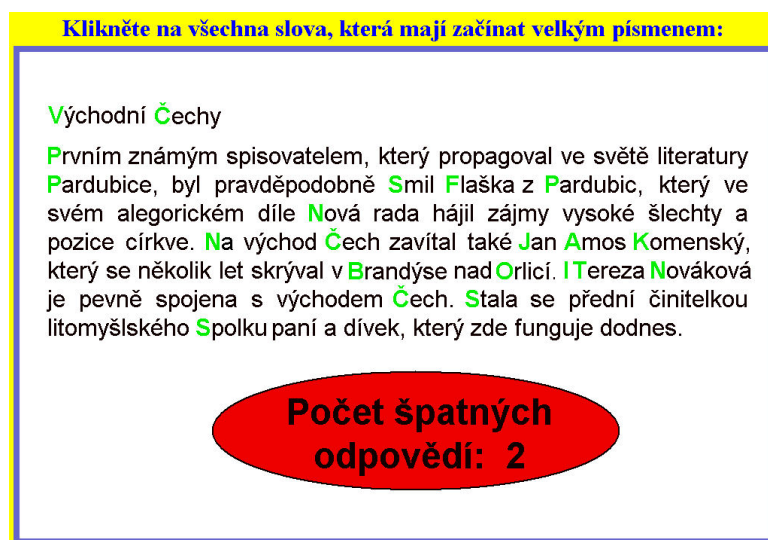 Klikněte na všechna slova, která mají začínat velkým písmenem:
Východní Čechy
Prvním známým spisovatelem, který propagoval ve světě literatury
Pardubice, byl pravděpodobně Smil Flaška z Pardubic, který ve
svém alegorickém díle Nová rada hájil zájmy vysoké šlechty a
pozice církve. Na východ Čech zavítal také Jan Amos Komenský,
který se několik let skrýval v Brandýse nad Orlicí. I Tereza Nováková
je pevně spojena s východem Čech. Stala se přední činitelkou
litomyšlského Spolku paní a dívek, který zde funguje dodnes.
Počet špatných
odpovědí: 2